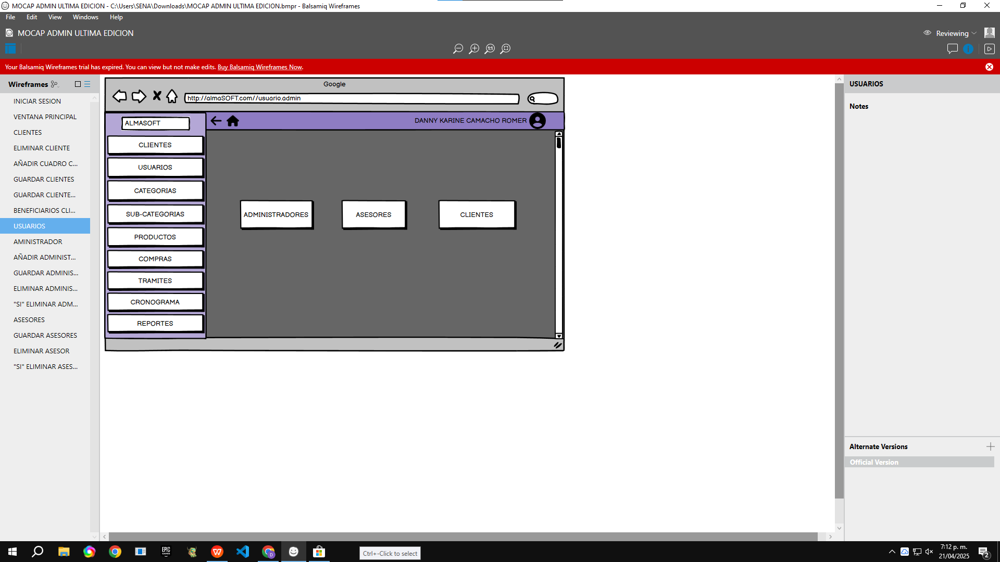 MOCAP ADMIN ULTIMA EDICION - C:\Users\SENA\Downloads\MOCAP ADMIN ULTIMA EDICION.bmpr - Balsamiq Wireframes
File Edit View Windows Help
MOCAP ADMIN ULTIMA EDICION
Reviewing
1:1
Your Balsamiq Wireframes trial has expired. You can view but not make edits. Buy Balsamiq Wireframes Now.
Wireframes
INICIAR SESION
VENTANA PRINCIPAL
CLIENTES
ELIMINAR CLIENTE
AÑADIR CUADRO C...
GUARDAR CLIENTES
GUARDAR CLIENTE...
BENEFICIARIOS CLI...
USUARIOS
AMINISTRADOR
AÑADIR ADMINIST...
GUARDAR ADMINIS...
ELIMINAR ADMINIS...
"SI" ELIMINAR ADM...
ASESORES
GUARDAR ASESORES
ELIMINAR ASESOR
"SI" ELIMINAR ASES...
Google
http://almaSOFT.com//usuario.admin
ALMASOFT
DANNY KARINE CAMACHO ROMER
CLIENTES
USUARIOS
CATEGORIAS
SUB-CATEGORIAS
PRODUCTOS
COMPRAS
TRAMITES
CRONOGRAMA
REPORTES
ADMINISTRADORES
ASESORES
CLIENTES
USUARIOS
Notes
Alternate Versions
Official Version
Ctrl+-Click to select
EPIC
GAMES
W
D
7:12 p. m.
21/04/2025
2